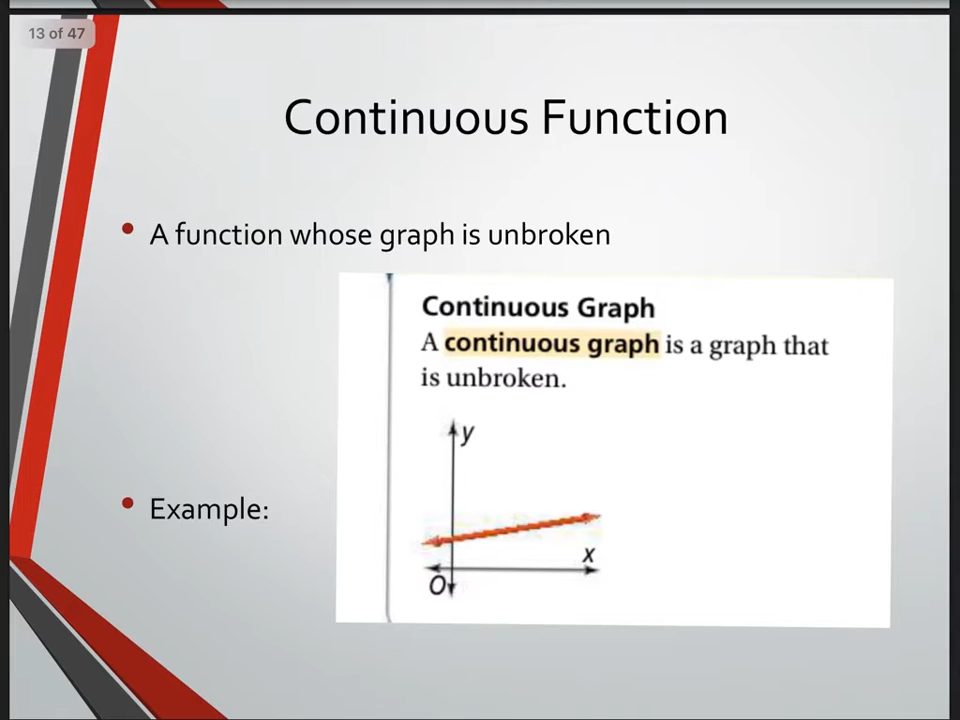 13 of 47
Continuous Function
• A function whose graph is unbroken
Continuous Graph
A continuous graph is a graph that
is unbroken.
y
• Example:
x
O